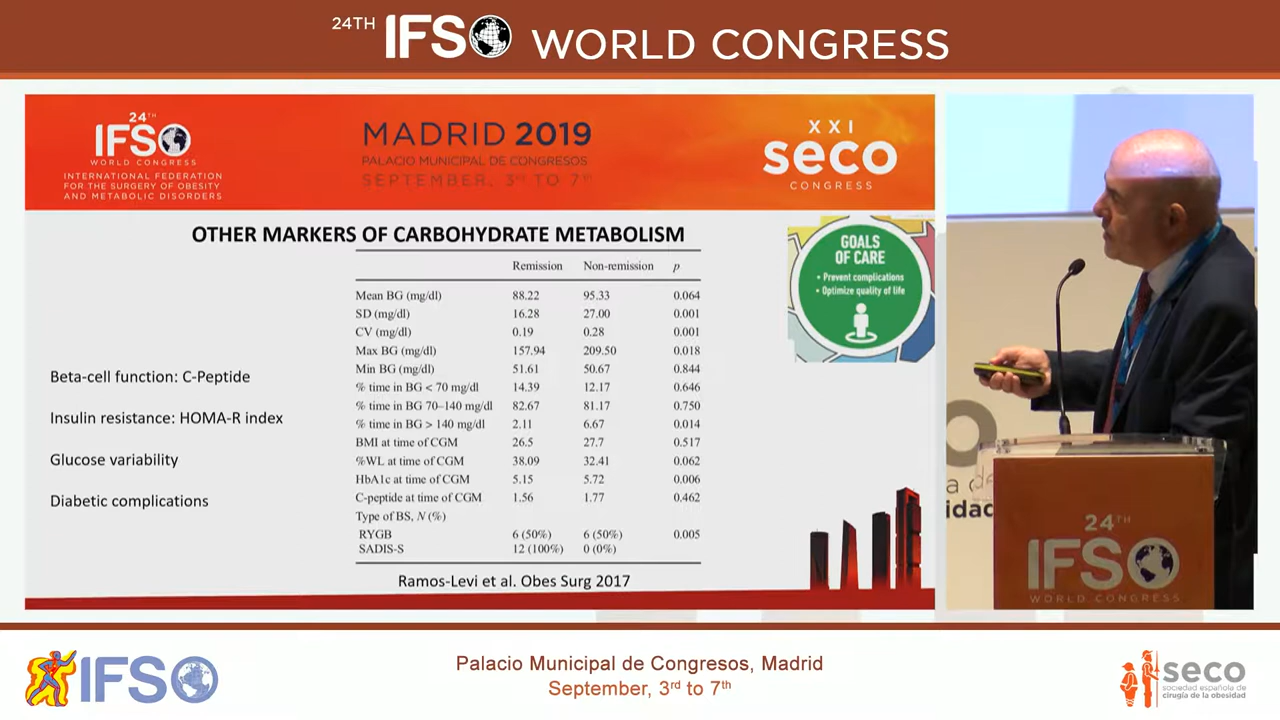 24TH IFSO WORLD CONGRESS
24TH
IFSO
WORLD CONGRESS
INTERNATIONAL FEDERATION
FOR THE SURGERY OF OBESITY
AND METABOLIC DISORDERS
MADRID 2019
PALACIO MUNICIPAL DE CONGRESOS
SEPTEMBER, 3RD TO 7TH
XXI
seco
CONGRESS
OTHER MARKERS OF CARBOHYDRATE METABOLISM
GOALS
OF CARE
• Prevent complications
• Optimize quality of life
Beta-cell function: C-Peptide
Insulin resistance: HOMA-R index
Glucose variability
Diabetic complications
Remission Non-remission p
Mean BG (mg/dl) 88.22 95.33 0.064
SD (mg/dl) 16.28 27.00 0.001
CV (mg/dl) 0.19 0.28 0.001
Max BG (mg/dl) 157.94 209.50 0.018
Min BG (mg/dl) 51.61 50.67 0.844
% time in BG < 70 mg/dl 14.39 12.17 0.646
% time in BG 70–140 mg/dl 82.67 81.17 0.750
% time in BG > 140 mg/dl 2.11 6.67 0.014
BMI at time of CGM 26.5 27.7 0.517
%WL at time of CGM 38.09 32.41 0.062
HbA1c at time of CGM 5.15 5.72 0.006
C-peptide at time of CGM 1.56 1.77 0.462
Type of BS, N (%)
RYGB 6 (50%) 6 (50%) 0.005
SADIS-S 12 (100%) 0 (0%)
Ramos-Levi et al. Obes Surg 2017
a de
idad
24TH
IFSO
WORLD CONGRESS
IFSO
Palacio Municipal de Congresos, Madrid
September, 3rd to 7th
seco
sociedad española de
cirugía de la obesidad